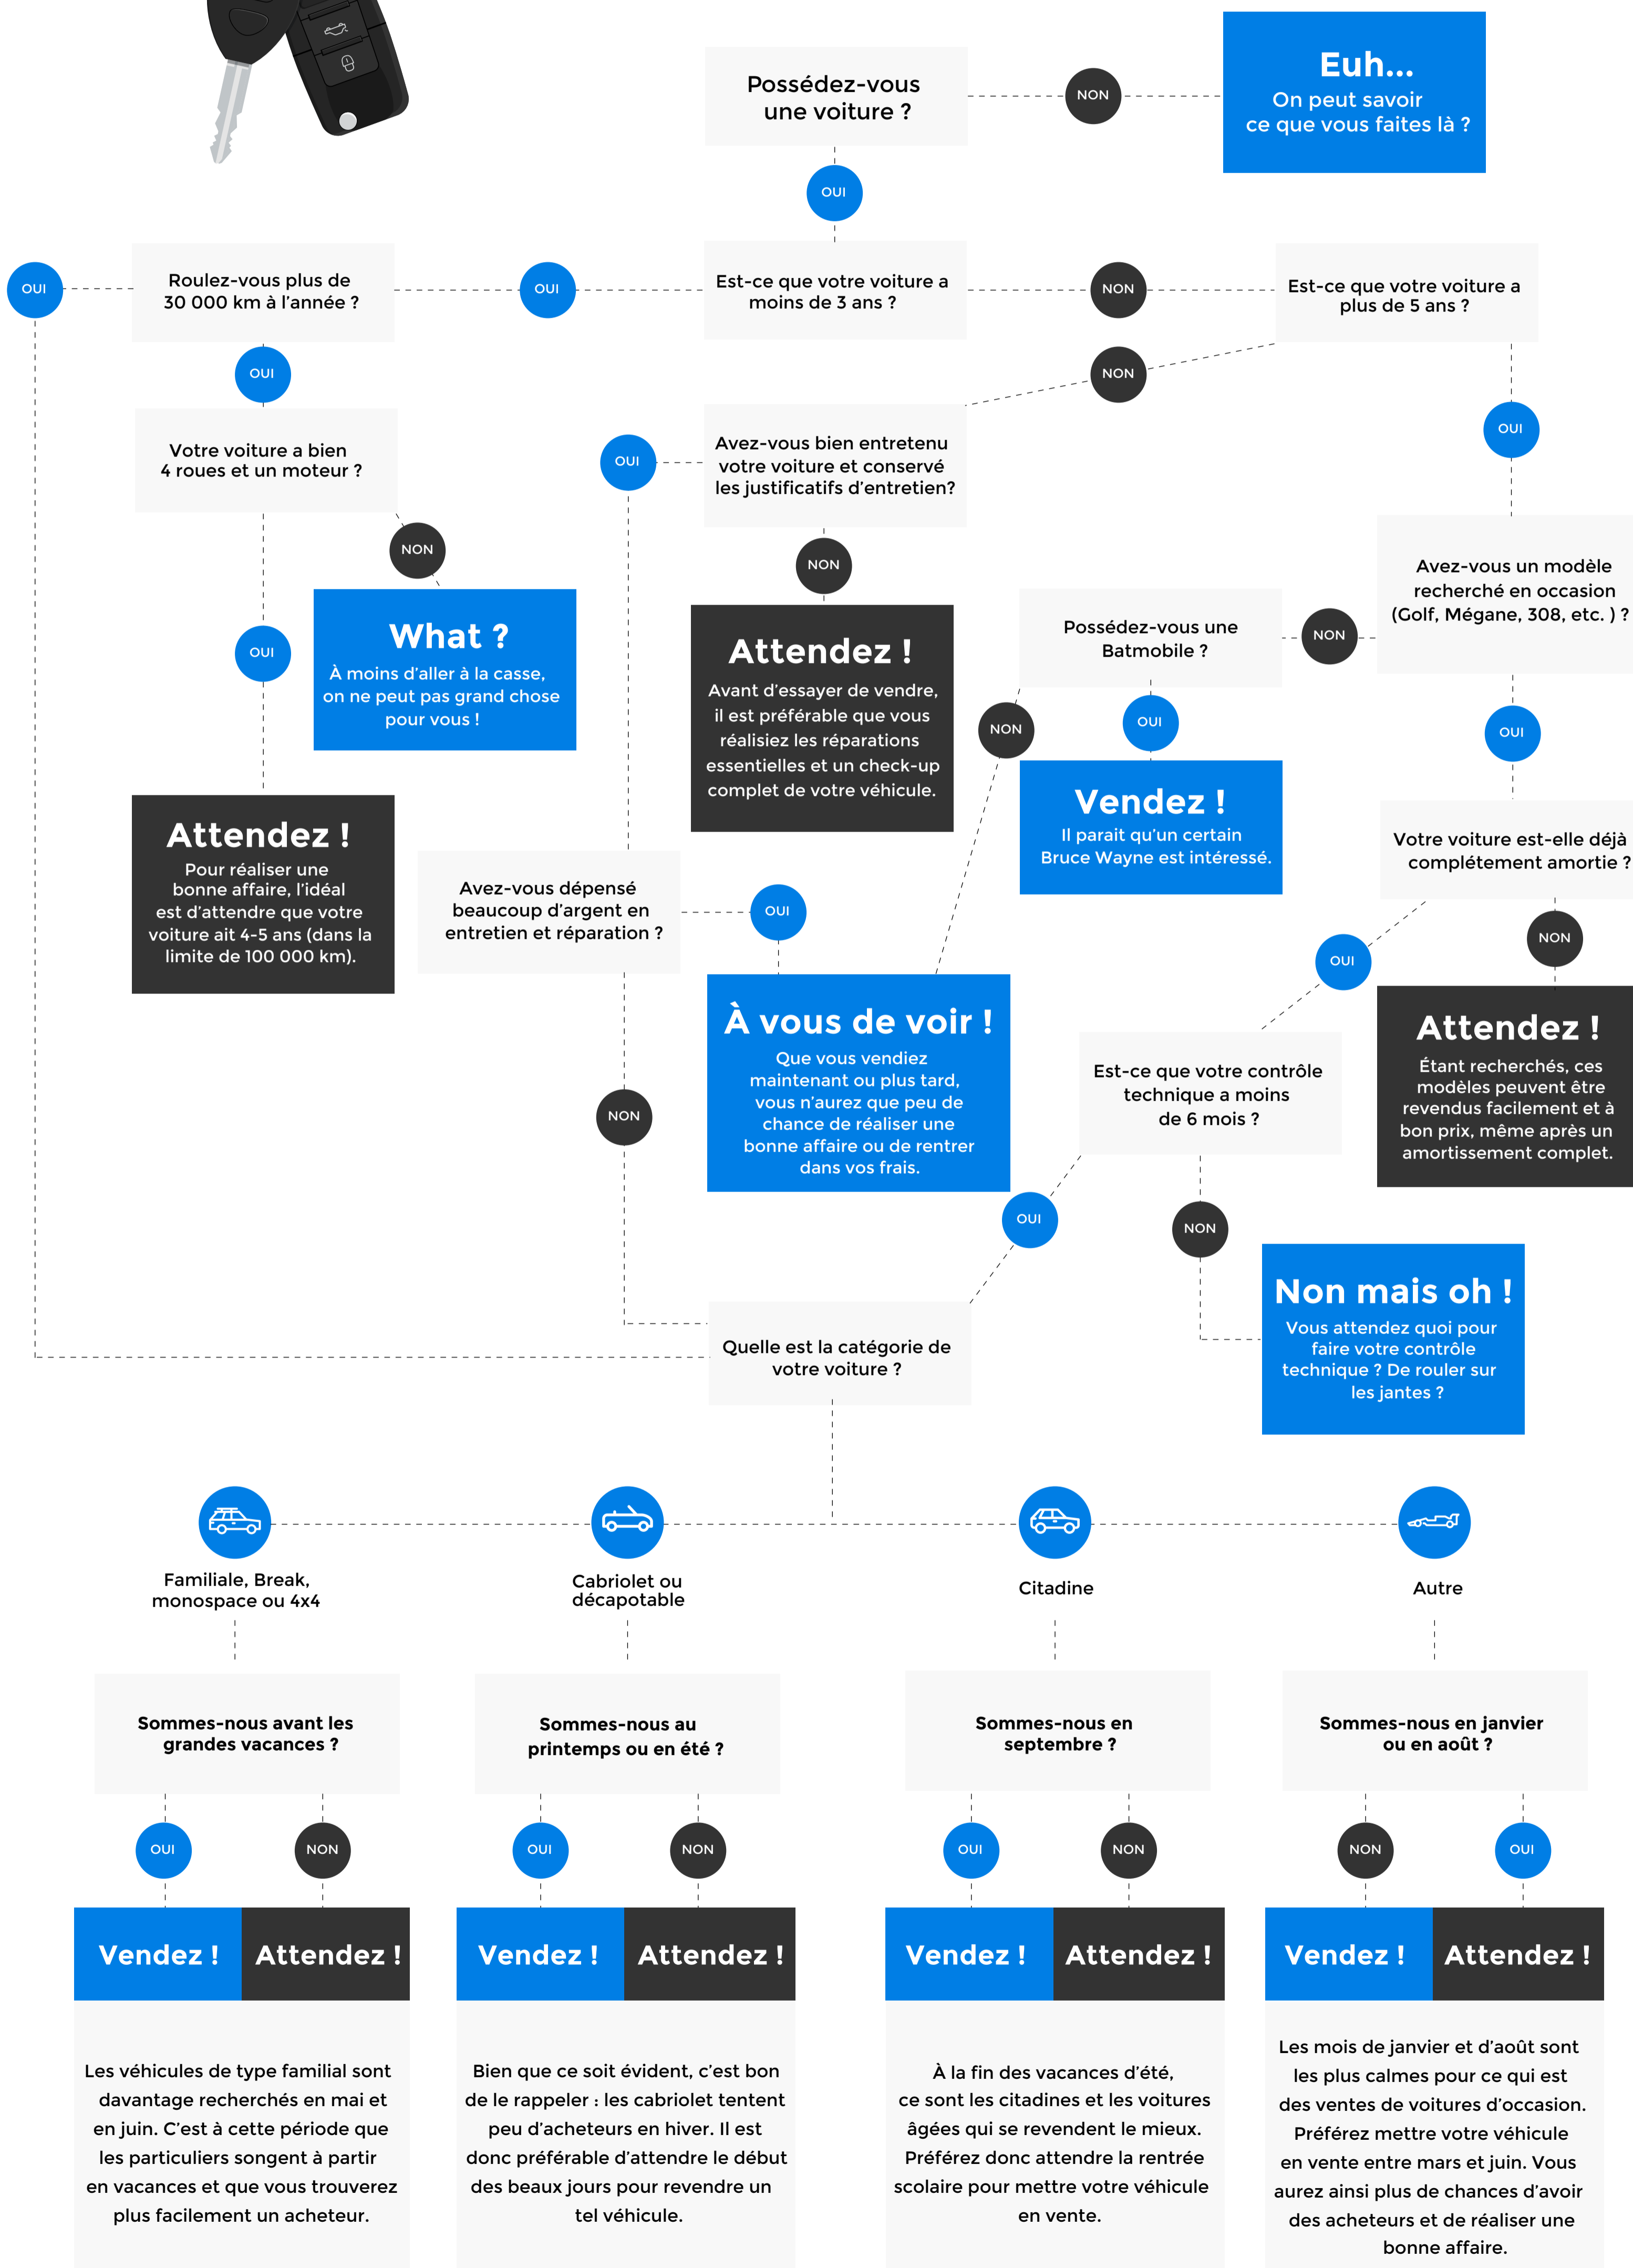 Possédez-vous
une voiture ?
NON
Euh...
On peut savoir
ce que vous faites là ?
OUI
OUI
Roulez-vous plus de
30 000 km à l’année ?
OUI
Est-ce que votre voiture a
moins de 3 ans ?
NON
Est-ce que votre voiture a
plus de 5 ans ?
OUI
NON
Votre voiture a bien
4 roues et un moteur ?
OUI
Avez-vous bien entretenu
votre voiture et conservé
les justificatifs d’entretien?
OUI
NON
NON
Avez-vous un modèle
recherché en occasion
(Golf, Mégane, 308, etc. ) ?
OUI
What ?
À moins d’aller à la casse,
on ne peut pas grand chose
pour vous !
Attendez !
Avant d’essayer de vendre,
il est préférable que vous
réalisiez les réparations
essentielles et un check-up
complet de votre véhicule.
Possédez-vous une
Batmobile ?
NON
NON
OUI
OUI
Vendez !
Il parait qu’un certain
Bruce Wayne est intéressé.
Attendez !
Pour réaliser une
bonne affaire, l’idéal
est d’attendre que votre
voiture ait 4-5 ans (dans la
limite de 100 000 km).
Avez-vous dépensé
beaucoup d’argent en
entretien et réparation ?
OUI
Votre voiture est-elle déjà
complétement amortie ?
OUI
NON
À vous de voir !
Que vous vendiez
maintenant ou plus tard,
vous n’aurez que peu de
chance de réaliser une
bonne affaire ou de rentrer
dans vos frais.
Attendez !
Étant recherchés, ces
modèles peuvent être
revendus facilement et à
bon prix, même après un
amortissement complet.
NON
Est-ce que votre contrôle
technique a moins
de 6 mois ?
OUI
NON
Non mais oh !
Vous attendez quoi pour
faire votre contrôle
technique ? De rouler sur
les jantes ?
Quelle est la catégorie de
votre voiture ?
Familiale, Break,
monospace ou 4x4
Cabriolet ou
décapotable
Citadine
Autre
Sommes-nous avant les
grandes vacances ?
Sommes-nous au
printemps ou en été ?
Sommes-nous en
septembre ?
Sommes-nous en janvier
ou en août ?
OUI
NON
OUI
NON
OUI
NON
NON
OUI
Vendez !
Attendez !
Vendez !
Attendez !
Vendez !
Attendez !
Vendez !
Attendez !
Les véhicules de type familial sont
davantage recherchés en mai et
en juin. C’est à cette période que
les particuliers songent à partir
en vacances et que vous trouverez
plus facilement un acheteur.
Bien que ce soit évident, c’est bon
de le rappeler : les cabriolet tentent
peu d’acheteurs en hiver. Il est
donc préférable d’attendre le début
des beaux jours pour revendre un
tel véhicule.
À la fin des vacances d’été,
ce sont les citadines et les voitures
âgées qui se revendent le mieux.
Préférez donc attendre la rentrée
scolaire pour mettre votre véhicule
en vente.
Les mois de janvier et d’août sont
les plus calmes pour ce qui est
des ventes de voitures d’occasion.
Préférez mettre votre véhicule
en vente entre mars et juin. Vous
aurez ainsi plus de chances d’avoir
des acheteurs et de réaliser une
bonne affaire.